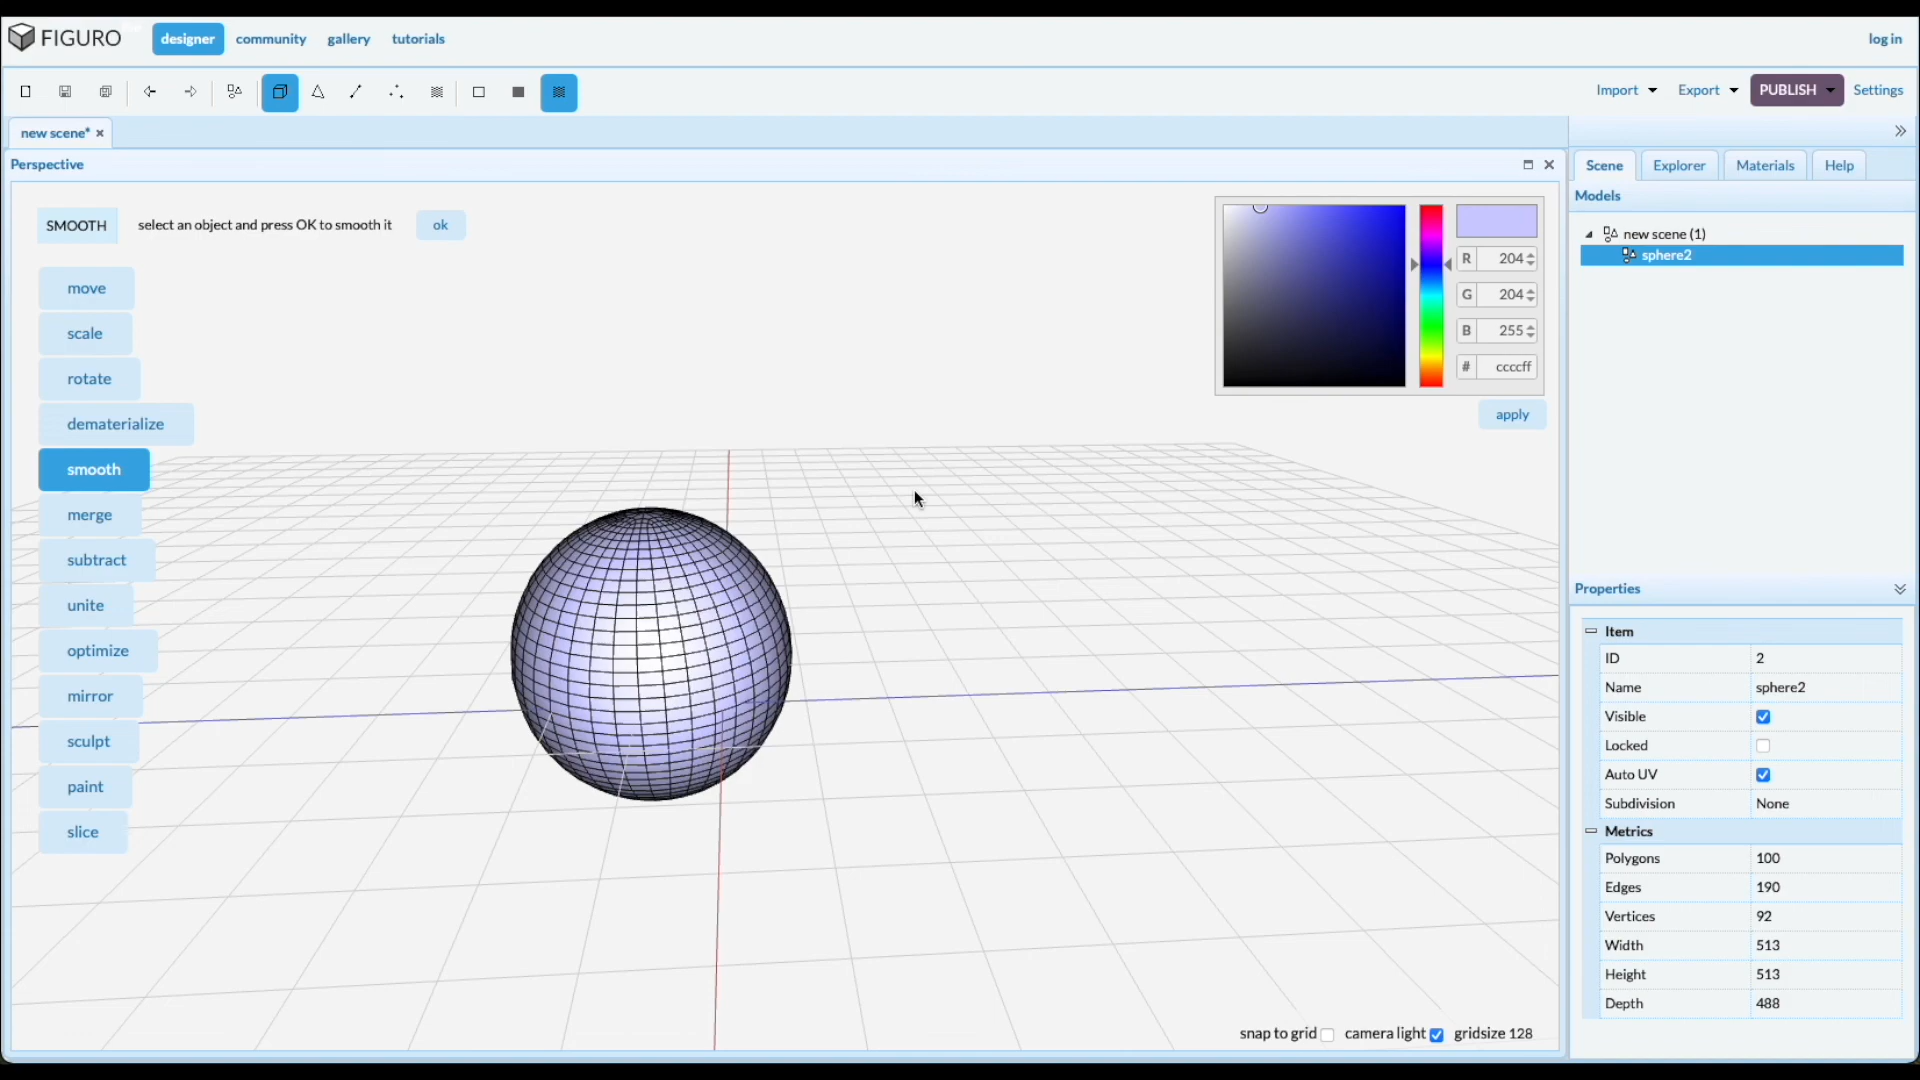 FIGURO
designer community gallery tutorials log in
Import Export PUBLISH Settings
new scene*
Perspective
Scene Explorer Materials Help
Models
SMOOTH select an object and press OK to smooth it ok
new scene (1)
sphere2
R 204
G 204
B 255
# ccccff
apply
move
scale
rotate
dematerialize
smooth
merge
subtract
unite
optimize
mirror
sculpt
paint
slice
Properties
Item
ID 2
Name sphere2
Visible
Locked
Auto UV
Subdivision None
Metrics
Polygons 100
Edges 190
Vertices 92
Width 513
Height 513
Depth 488
snap to grid camera light gridsize 128